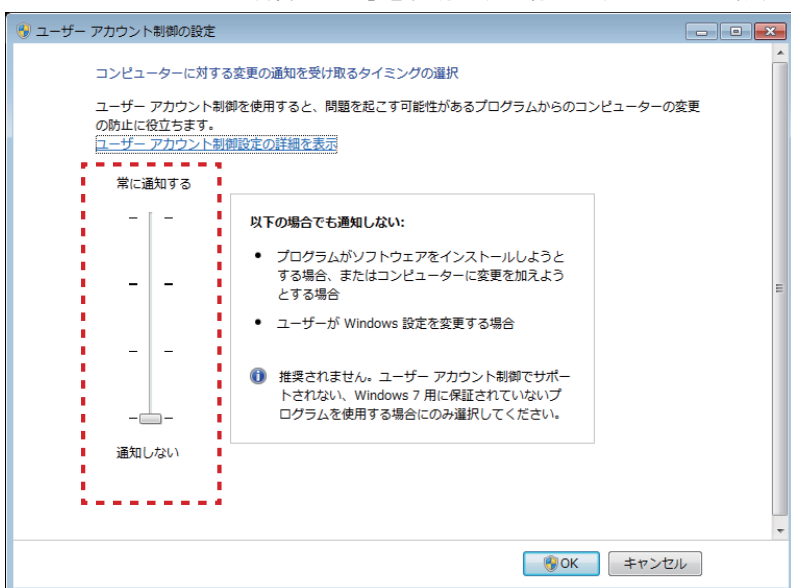 ユーザー アカウント制御の設定
コンピューターに対する変更の通知を受け取るタイミングの選択
ユーザー アカウント制御を使用すると、問題を起こす可能性があるプログラムからのコンピューターの変更
の防止に役立ちます。
ユーザー アカウント制御設定の詳細を表示
常に通知する
以下の場合でも通知しない:
• プログラムがソフトウェアをインストールしようと
する場合、またはコンピューターに変更を加えよう
とする場合
• ユーザーが Windows 設定を変更する場合
推奨されません。ユーザー アカウント制御でサポー
トされない、Windows 7 用に保証されていないプ
ログラムを使用する場合にのみ選択してください。
通知しない
OK
キャンセル